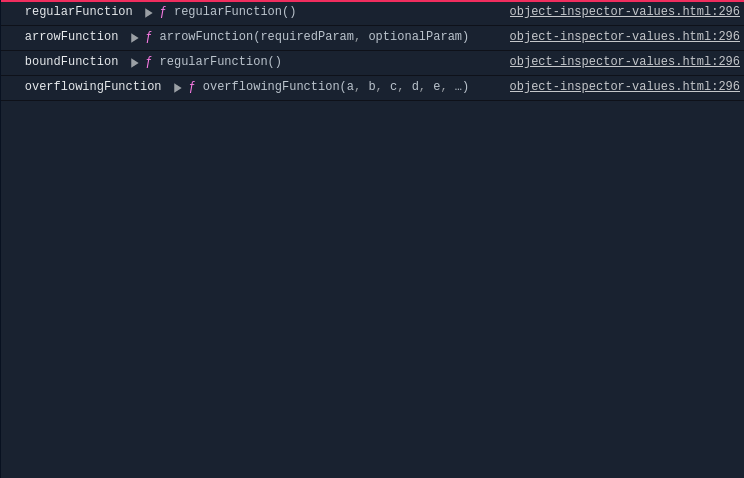 regularFunction ▶ ƒ regularFunction() object-inspector-values.html:296
arrowFunction ▶ ƒ arrowFunction(requiredParam, optionalParam) object-inspector-values.html:296
boundFunction ▶ ƒ regularFunction() object-inspector-values.html:296
overflowingFunction ▶ ƒ overflowingFunction(a, b, c, d, e, …) object-inspector-values.html:296